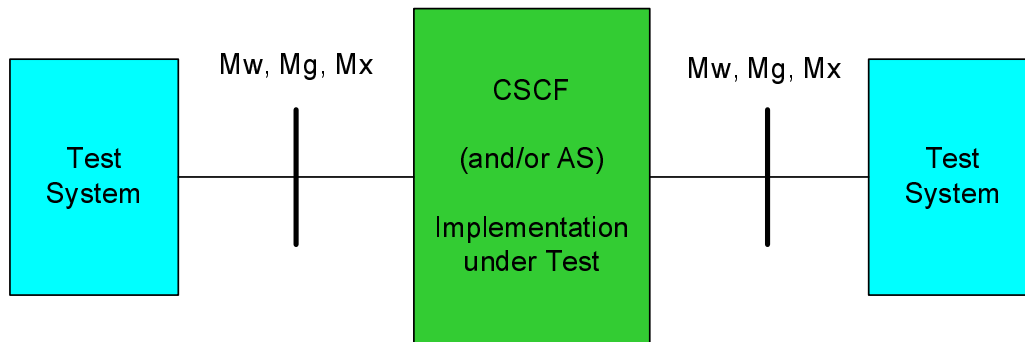 Test
System
Mw, Mg, Mx
CSCF
(and/or AS)
Implementation
under Test
Mw, Mg, Mx
Test
System